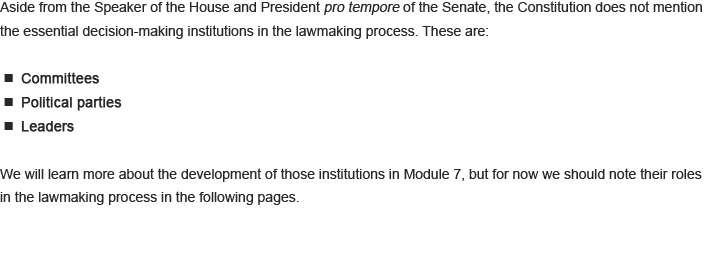 Aside from the Speaker of the House and President pro tempore of the Senate, the Constitution does not mention
the essential decision-making institutions in the lawmaking process. These are:
■ Committees
■ Political parties
■ Leaders
We will learn more about the development of those institutions in Module 7, but for now we should note their roles
in the lawmaking process in the following pages.